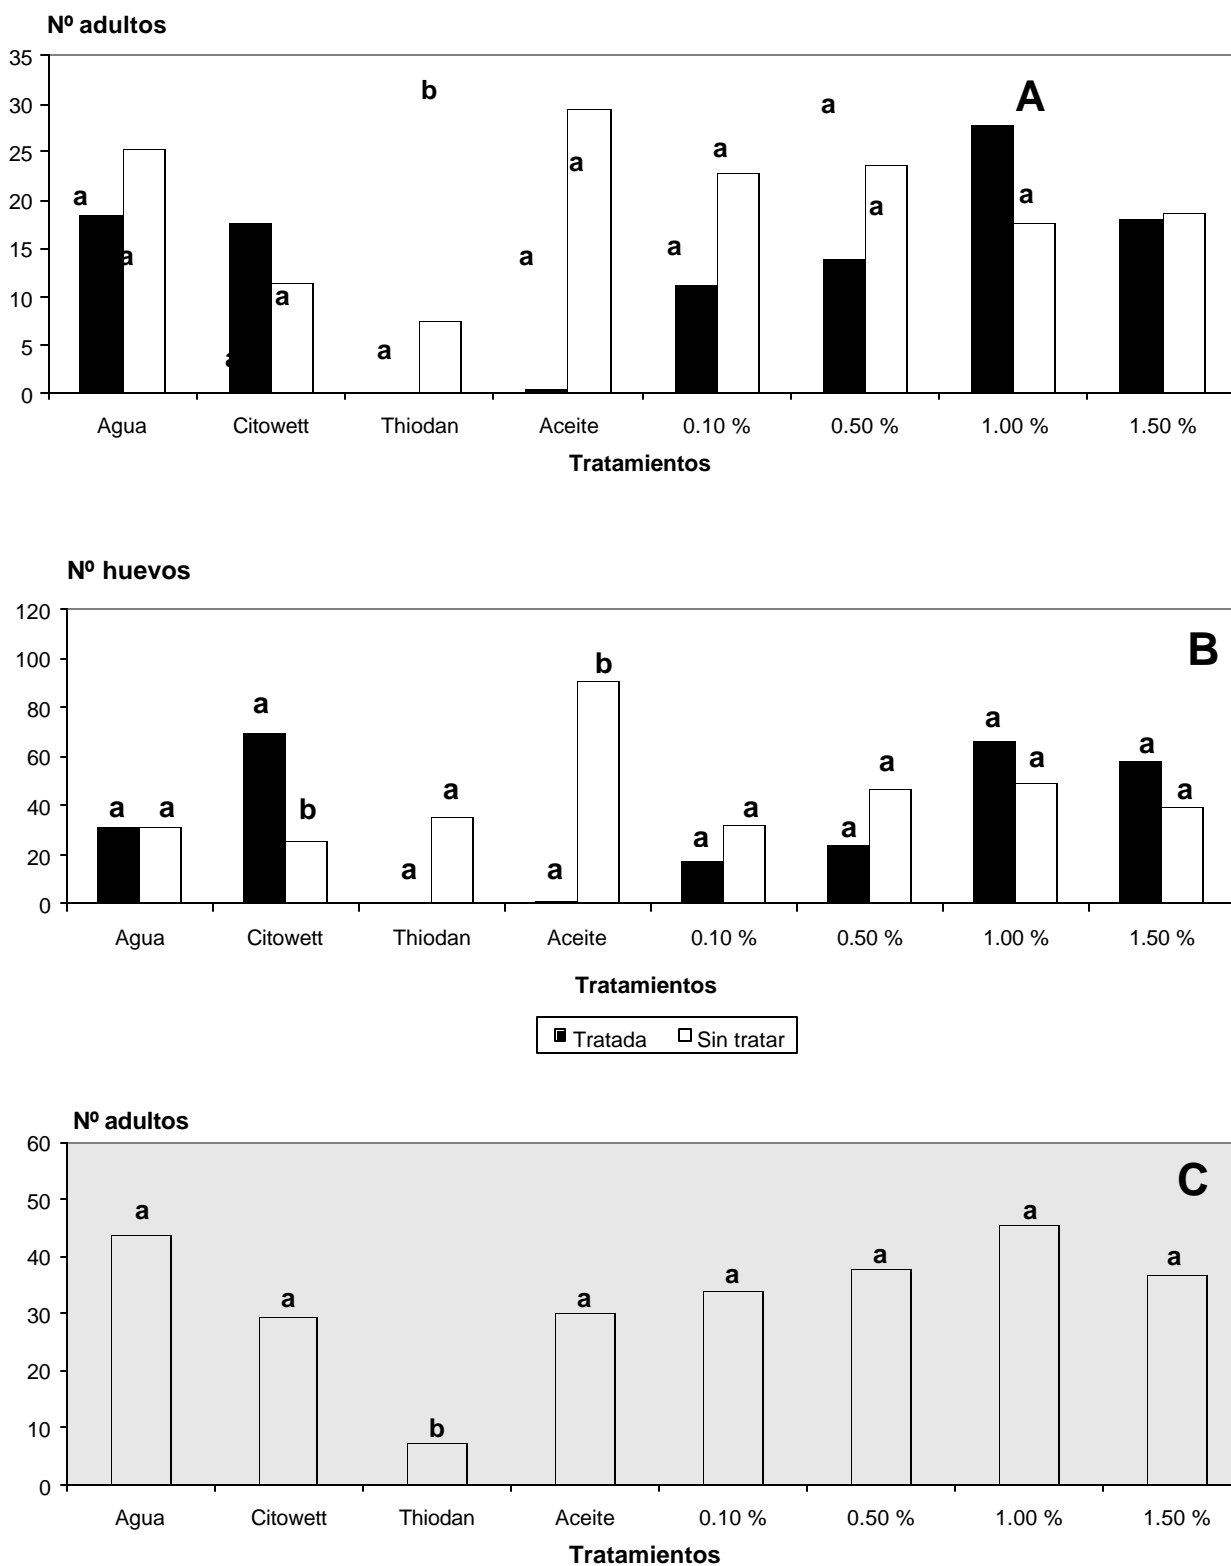 Nº adultos
35
30
25
20
15
10
5
0
b
a
A
a
a
a
a
a
a
a
a
a
a
a
a
Agua Citowett Thiodan Aceite 0.10 % 0.50 % 1.00 % 1.50 %
Tratamientos
Nº huevos
120
100
80
60
40
20
0
B
a a a b a a a b a a a a a a a a
Agua Citowett Thiodan Aceite 0.10 % 0.50 % 1.00 % 1.50 %
Tratamientos
Tratada Sin tratar
Nº adultos
60
50
40
30
20
10
0
C
a a b a a a a a
Agua Citowett Thiodan Aceite 0.10 % 0.50 % 1.00 % 1.50 %
Tratamientos